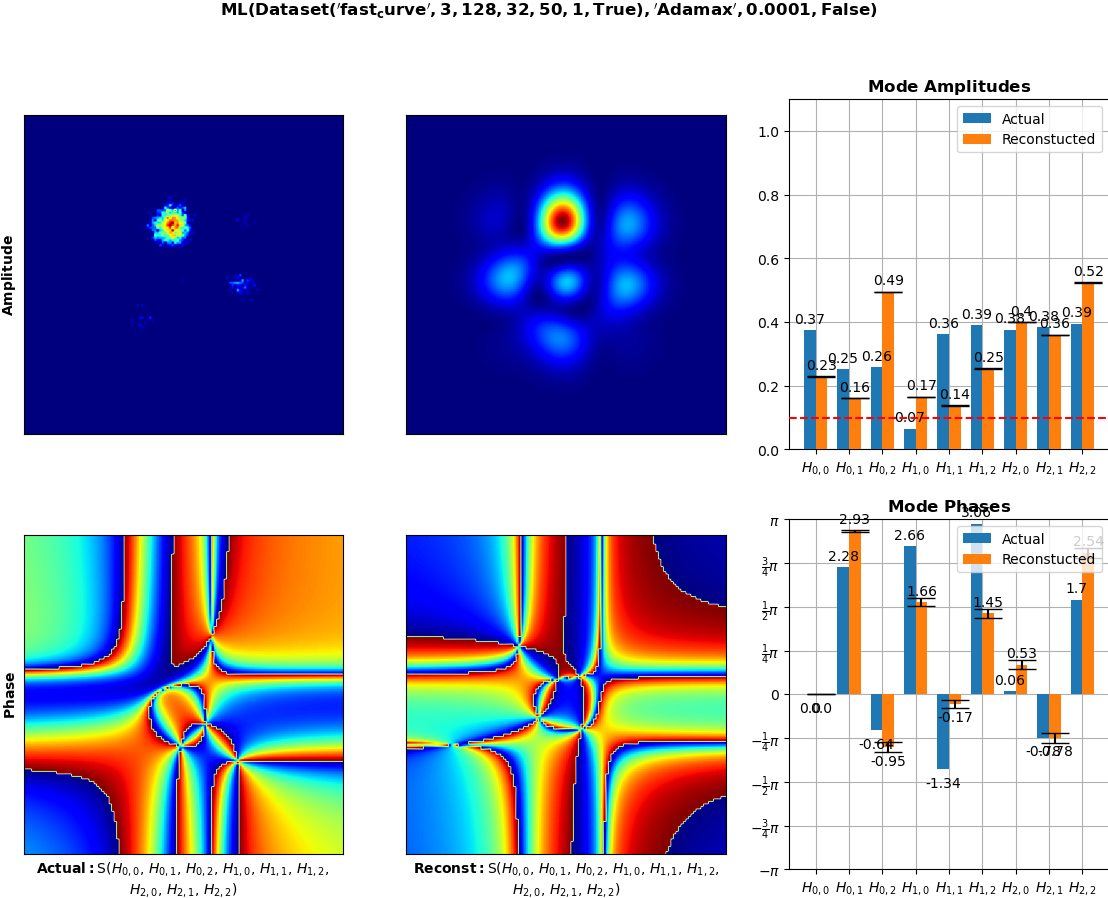 ML(Dataset('fast_curve', 3, 128, 32, 50, 1, True), 'Adamax', 0.0001, False)
Amplitude
Mode Amplitudes
Actual
Reconstucted
1.0
0.8
0.6
0.4
0.2
0.0
0.37
0.23
0.25
0.16
0.26
0.49
0.07
0.17
0.36
0.14
0.39
0.25
0.38
0.4
0.38
0.36
0.39
0.52
H0,0 H0,1 H0,2 H1,0 H1,1 H1,2 H2,0 H2,1 H2,2
Phase
Mode Phases
Actual
Reconstucted
π
3/4π
1/2π
1/4π
0
−1/4π
−1/2π
−3/4π
−π
0.0
0.0
2.28
2.93
-0.64
-0.95
2.66
1.66
-1.34
-0.17
3.06
1.45
0.06
0.53
-0.78
-0.78
1.7
2.54
H0,0 H0,1 H0,2 H1,0 H1,1 H1,2 H2,0 H2,1 H2,2
Actual: S(H0,0, H0,1, H0,2, H1,0, H1,1, H1,2,
H2,0, H2,1, H2,2)
Reconst: S(H0,0, H0,1, H0,2, H1,0, H1,1, H1,2,
H2,0, H2,1, H2,2)